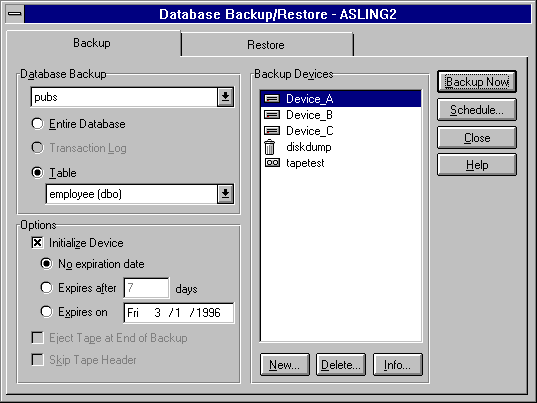 Database Backup/Restore - ASLING2
Backup
Restore
Database Backup
pubs
Entire Database
Transaction Log
Table
employee (dbo)
Options
Initialize Device
No expiration date
Expires after 7 days
Expires on Fri 3 /1 /1996
Eject Tape at End of Backup
Skip Tape Header
Backup Devices
Device_A
Device_B
Device_C
diskdump
tapetest
New...
Delete...
Info...
Backup Now
Schedule...
Close
Help